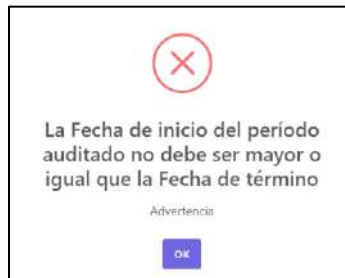 La Fecha de inicio del período
auditado no debe ser mayor o
igual que la Fecha de término
Advertencia
OK